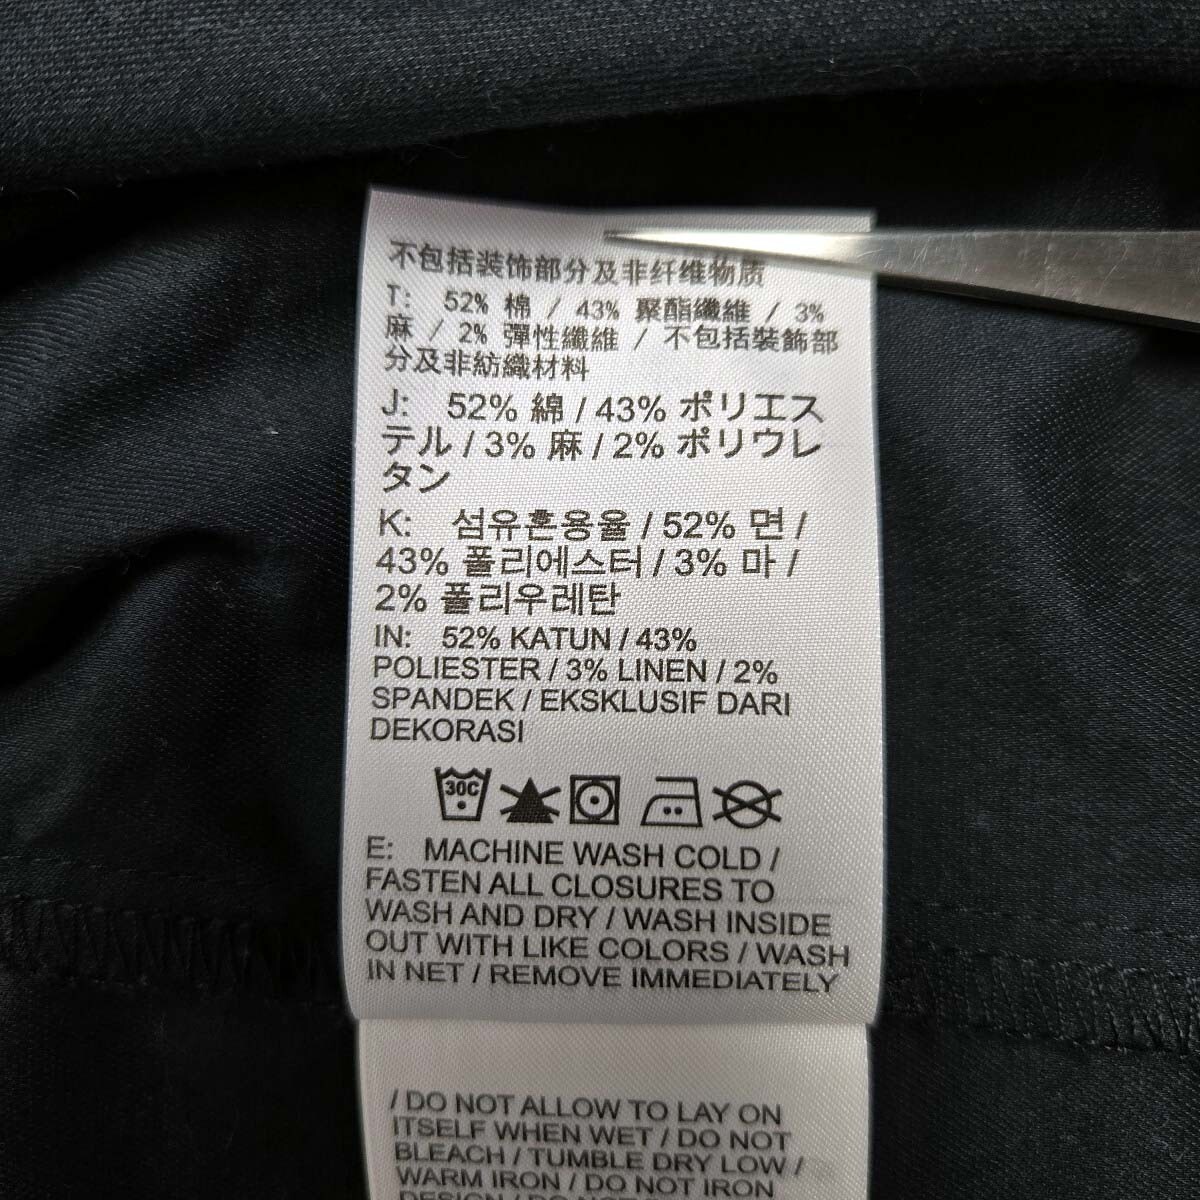 不包括装饰部分及非纤维物质
T: 52% 棉 / 43% 聚酯纖維 / 3%
麻 / 2% 彈性纖維 / 不包括裝飾部
分及非紡織材料
J: 52% 綿 / 43% ポリエス
テル / 3% 麻 / 2% ポリウレ
タン
K: 섬유혼용율 / 52% 면 /
43% 폴리에스터 / 3% 마 /
2% 폴리우레탄
IN: 52% KATUN / 43%
POLIESTER / 3% LINEN / 2%
SPANDEK / EKSKLUSIF DARI
DEKORASI
30C
E: MACHINE WASH COLD /
FASTEN ALL CLOSURES TO
WASH AND DRY / WASH INSIDE
OUT WITH LIKE COLORS / WASH
IN NET / REMOVE IMMEDIATELY
/ DO NOT ALLOW TO LAY ON
ITSELF WHEN WET / DO NOT
BLEACH / TUMBLE DRY LOW /
WARM IRON / DO NOT IRON
DESIGN / DO NOT